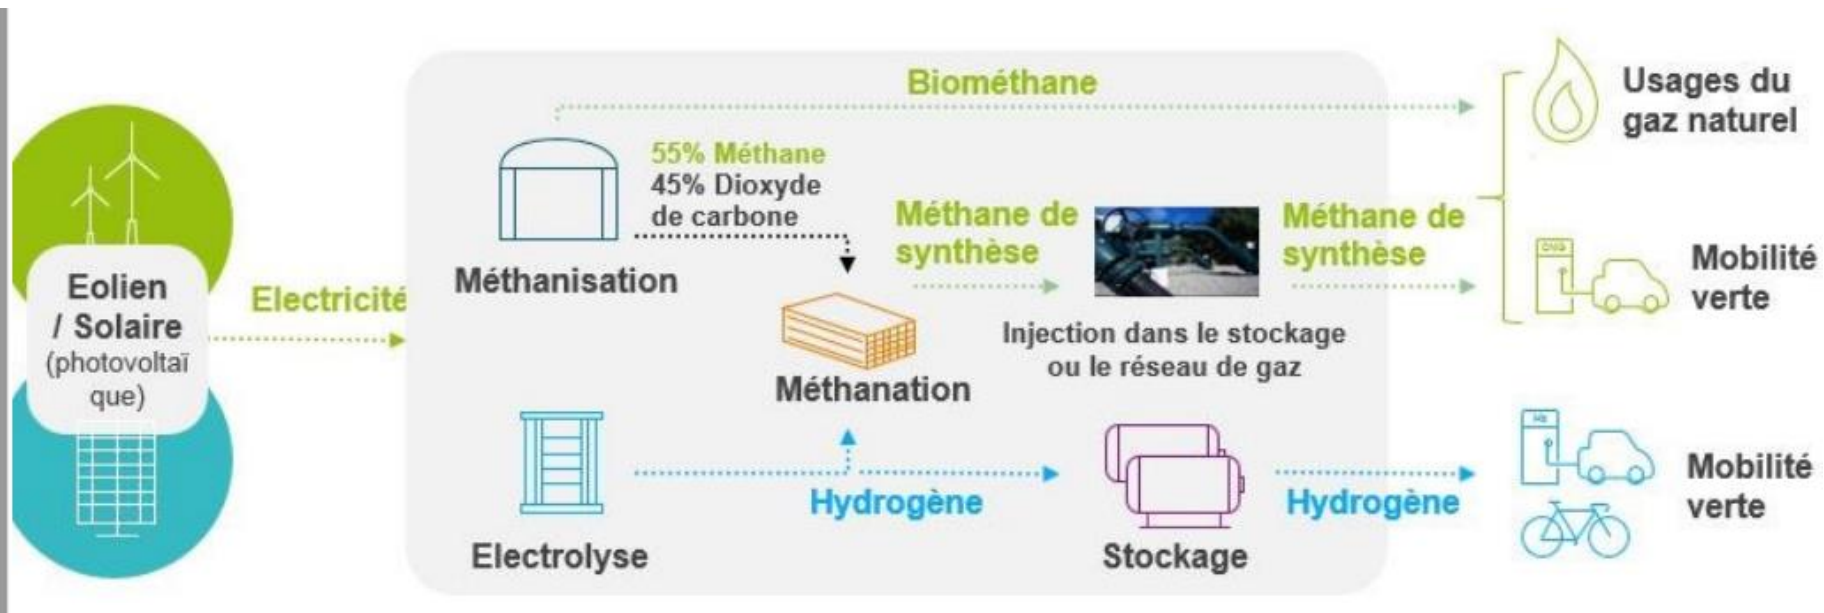 Eolien
/ Solaire
(photovoltaï
que)
Electricité
Biométhane
55% Méthane
45% Dioxyde
de carbone
Méthanisation
Méthanation
Méthane de
synthèse
Injection dans le stockage
ou le réseau de gaz
Méthane de
synthèse
Electrolyse
Hydrogène
Stockage
Hydrogène
Usages du
gaz naturel
Mobilité
verte
H₂
Mobilité
verte